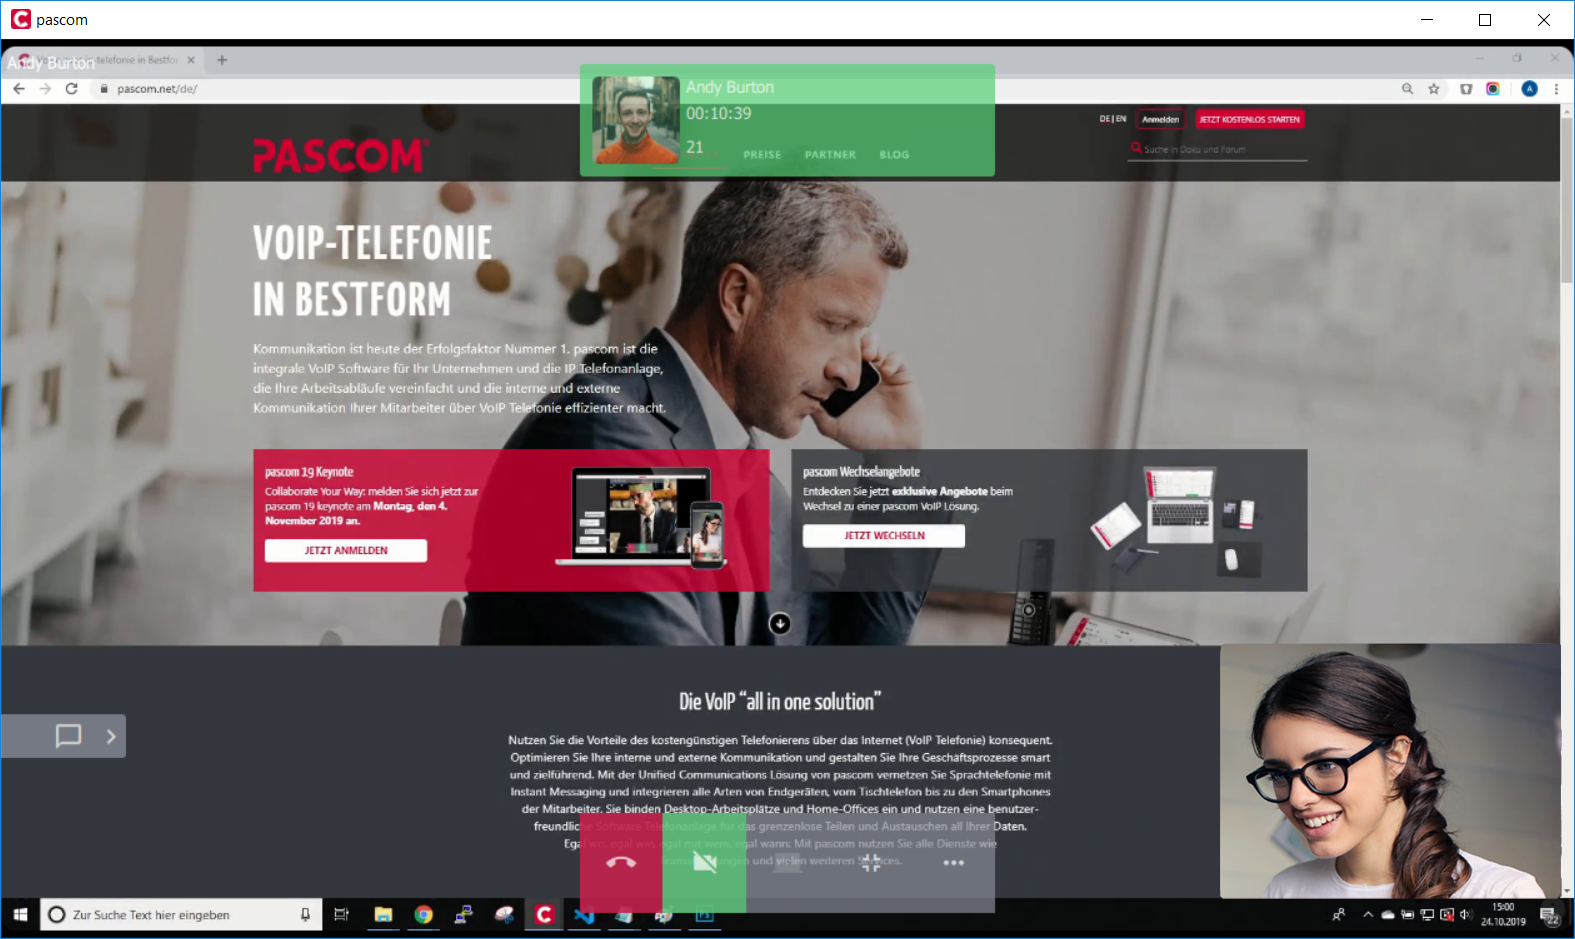 pascom
Andy Burton
telefonie in Bestfo
pascom.net/de/
Andy Burton
00:10:39
21
PREISE
PARTNER
BLOG
DE | EN
Anmelden
JETZT KOSTENLOS STARTEN
Suche in Doku und Forum
PASCOM
VOIP-TELEFONIE
IN BESTFORM
Kommunikation ist heute der Erfolgsfaktor Nummer 1. pascom ist die
integrale VoIP Software für Ihr Unternehmen und die IP Telefonanlage,
die Ihre Arbeitsabläufe vereinfacht und die interne und externe
Kommunikation Ihrer Mitarbeiter über VoIP Telefonie effizienter macht.
pascom 19 Keynote
Collaborate Your Way: melden Sie sich jetzt zur
pascom 19 keynote am Montag, den 4.
November 2019 an.
JETZT ANMELDEN
pascom Wechselangebote
Entdecken Sie jetzt exklusive Angebote beim
Wechsel zu einer pascom VoIP Lösung.
JETZT WECHSELN
Die VoIP “all in one solution”
Nutzen Sie die Vorteile des kostengünstigen Telefonierens über das Internet (VoIP Telefonie) konsequent.
Optimieren Sie Ihre interne und externe Kommunikation und gestalten Sie Ihre Geschäftsprozesse smart
und zielführend. Mit der Unified Communications Lösung von pascom vernetzen Sie Sprachtelefonie mit
Instant Messaging und integrieren alle Arten von Endgeräten, vom Tischtelefon bis zu den Smartphones
der Mitarbeiter. Sie binden Desktop-Arbeitsplätze und Home-Offices ein und nutzen eine benutzer-
freundliche Software Telefonanlage für das grenzenlose Teilen und Austauschen all Ihrer Daten.
Egal wo, egal wie, egal mit wem, egal wann: Mit pascom nutzen Sie alle Dienste wie
und vielen weiteren Services.
Zur Suche Text hier eingeben
15:00
24.10.2019
22